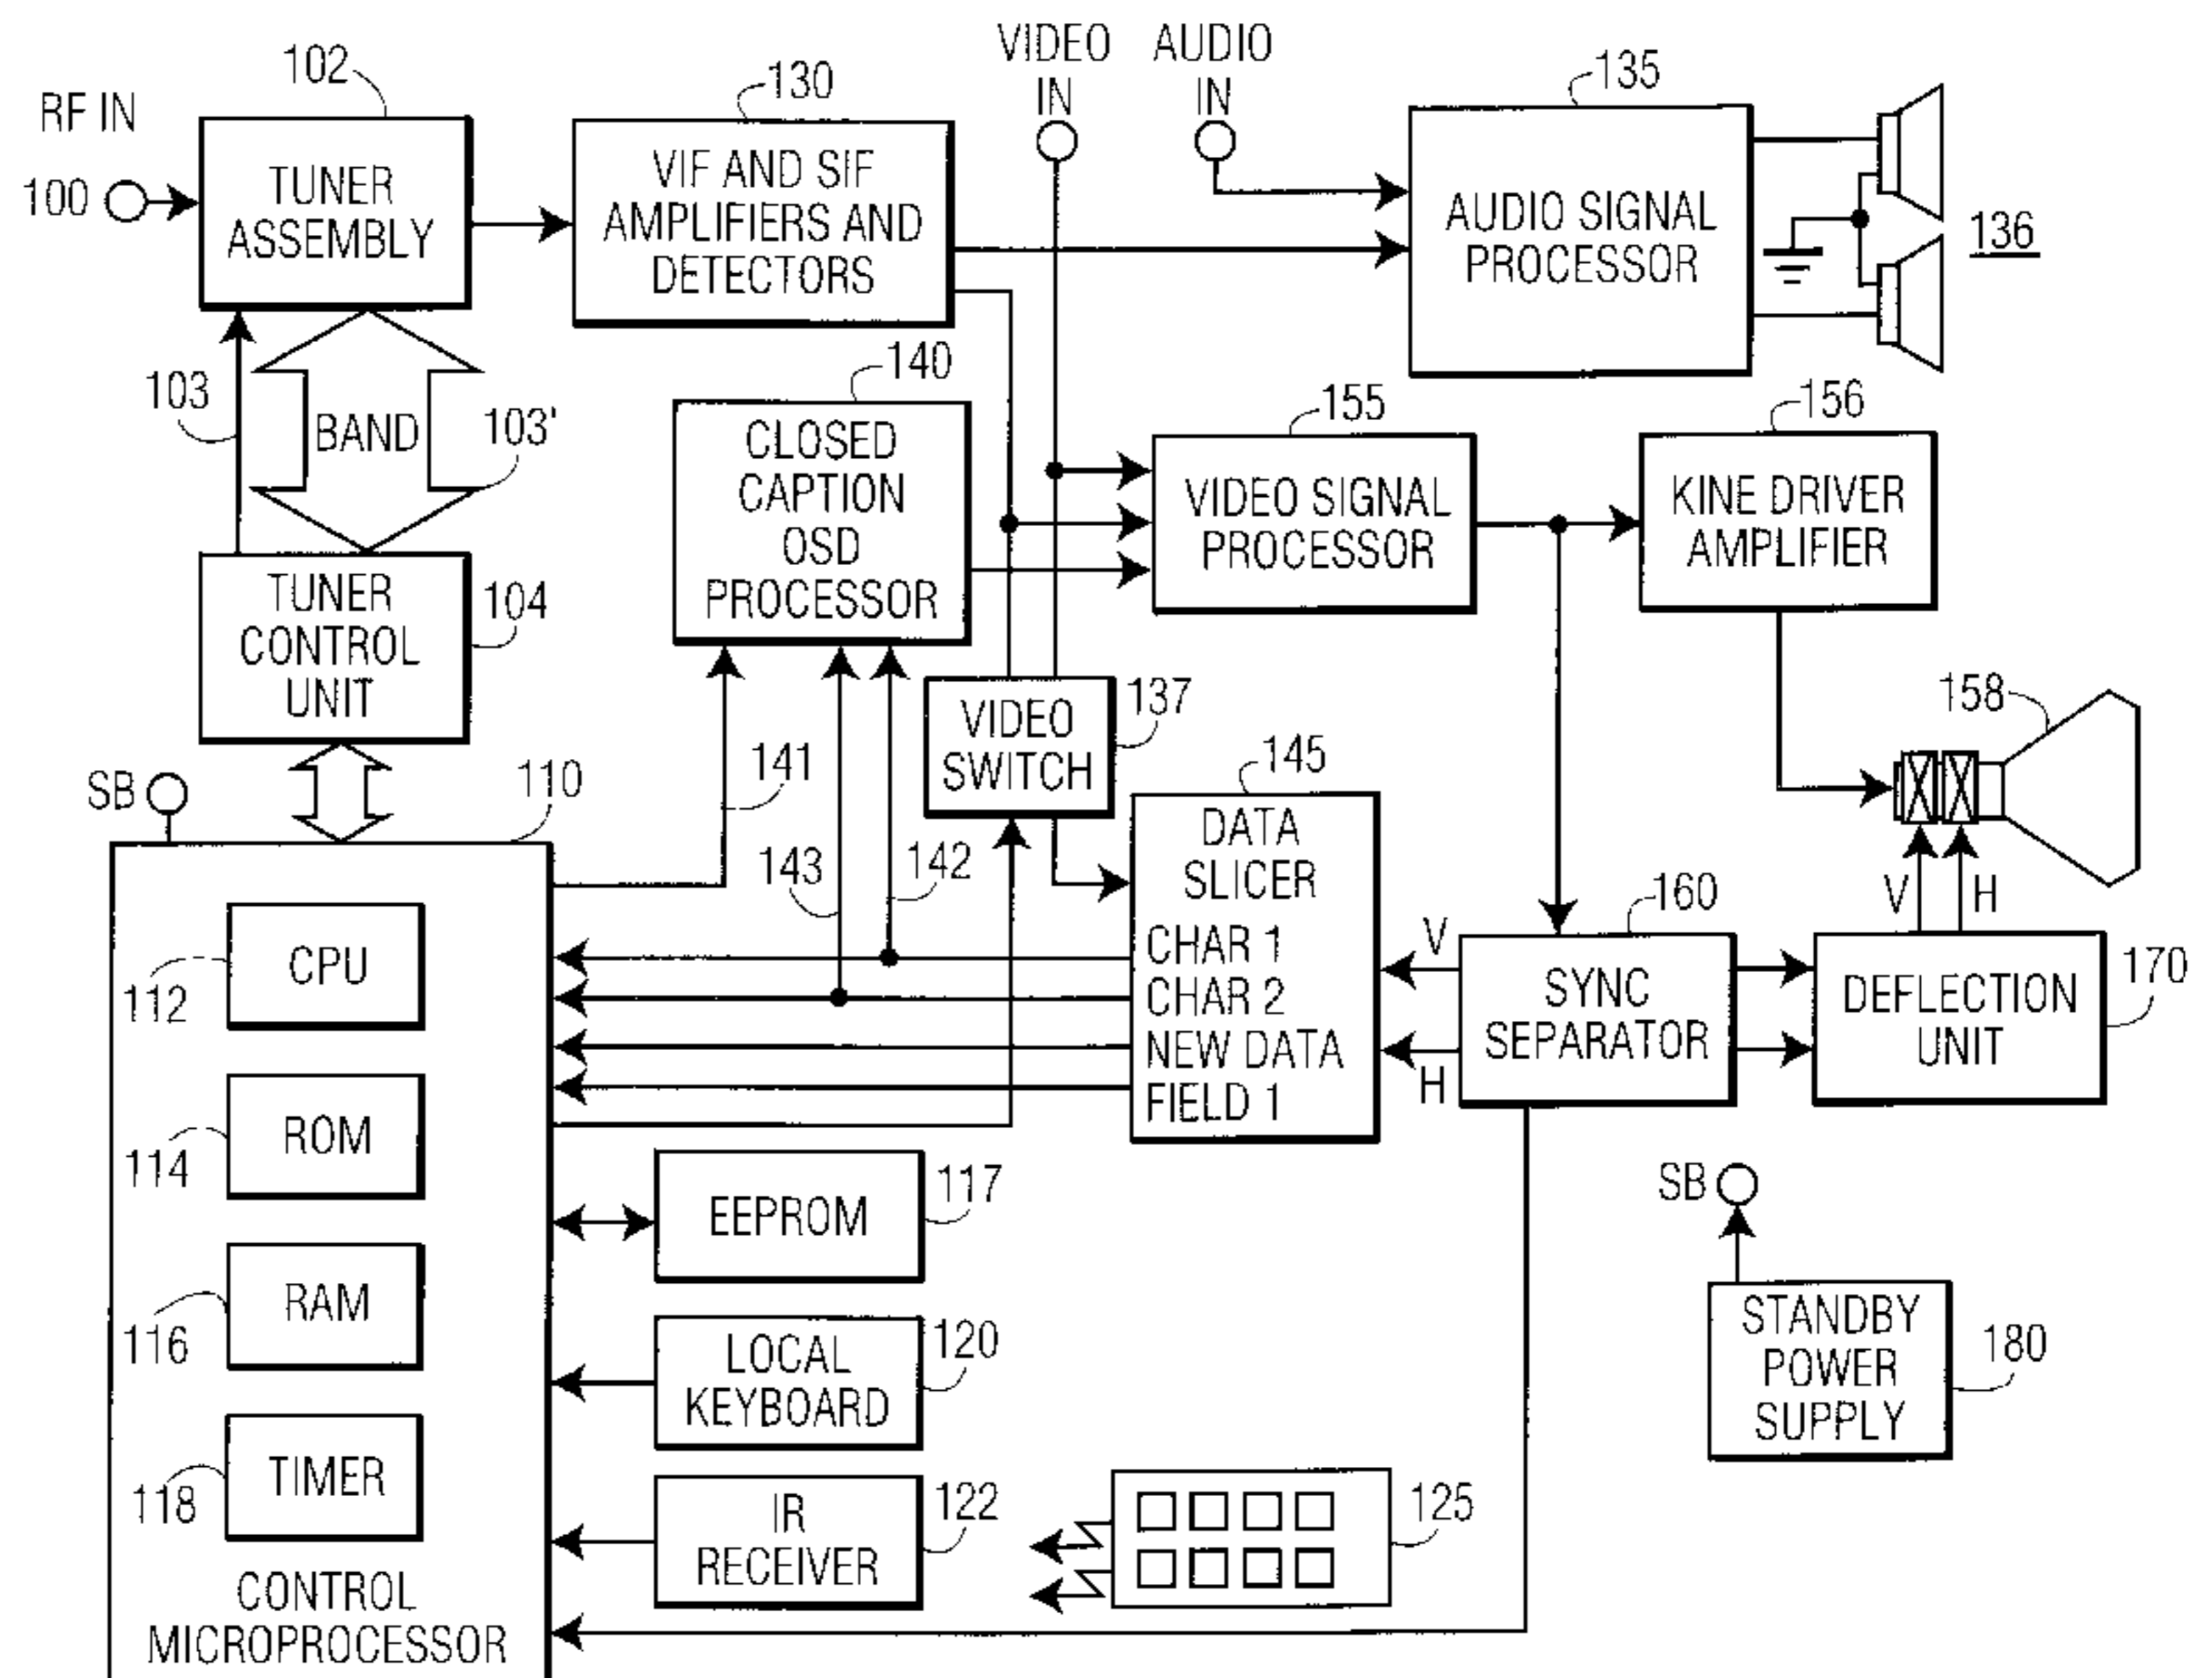 RF IN
100
102
TUNER
ASSEMBLY
130
VIF AND SIF
AMPLIFIERS AND
DETECTORS
VIDEO
IN
AUDIO
IN
135
AUDIO SIGNAL
PROCESSOR
136
103
BAND
103'
140
CLOSED
CAPTION
OSD
PROCESSOR
155
VIDEO SIGNAL
PROCESSOR
156
KINE DRIVER
AMPLIFIER
TUNER
CONTROL
UNIT
104
VIDEO
SWITCH
137
158
SB
110
141
143
142
145
DATA
SLICER
CHAR 1
CHAR 2
NEW DATA
FIELD 1
V
H
160
SYNC
SEPARATOR
V
H
DEFLECTION
UNIT
170
CPU
112
ROM
114
RAM
116
TIMER
118
CONTROL
MICROPROCESSOR
EEPROM
117
LOCAL
KEYBOARD
120
IR
RECEIVER
122
125
SB
STANDBY
POWER
SUPPLY
180